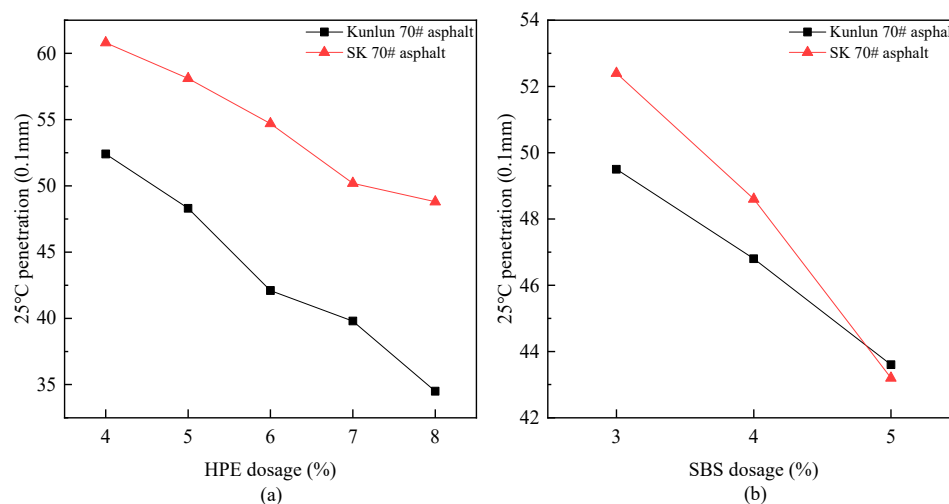 Kunlun 70# asphalt
SK 70# asphalt
60
55
50
45
40
35
25℃ penetration (0.1mm)
4 5 6 7 8
HPE dosage (%)
(a)
Kunlun 70# asphalt
SK 70# asphalt
54
52
50
48
46
44
42
25℃ penetration (0.1mm)
3 4 5
SBS dosage (%)
(b)